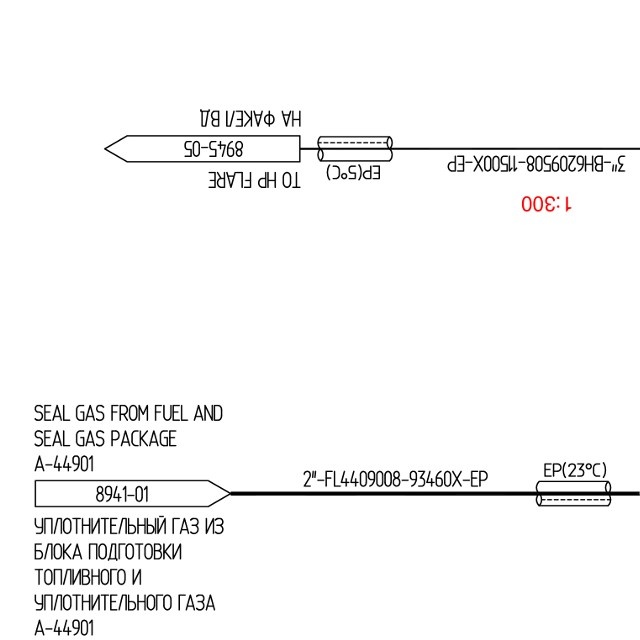 НА ФАКЕЛ ВД
8945-05
TO HP FLARE
EP(5°C)
3"-BH6209508-11500X-EP
1:300
SEAL GAS FROM FUEL AND
SEAL GAS PACKAGE
A-44901
8941-01
2"-FL4409008-93460X-EP
EP(23°C)
УПЛОТНИТЕЛЬНЫЙ ГАЗ ИЗ
БЛОКА ПОДГОТОВКИ
ТОПЛИВНОГО И
УПЛОТНИТЕЛЬНОГО ГАЗА
A-44901